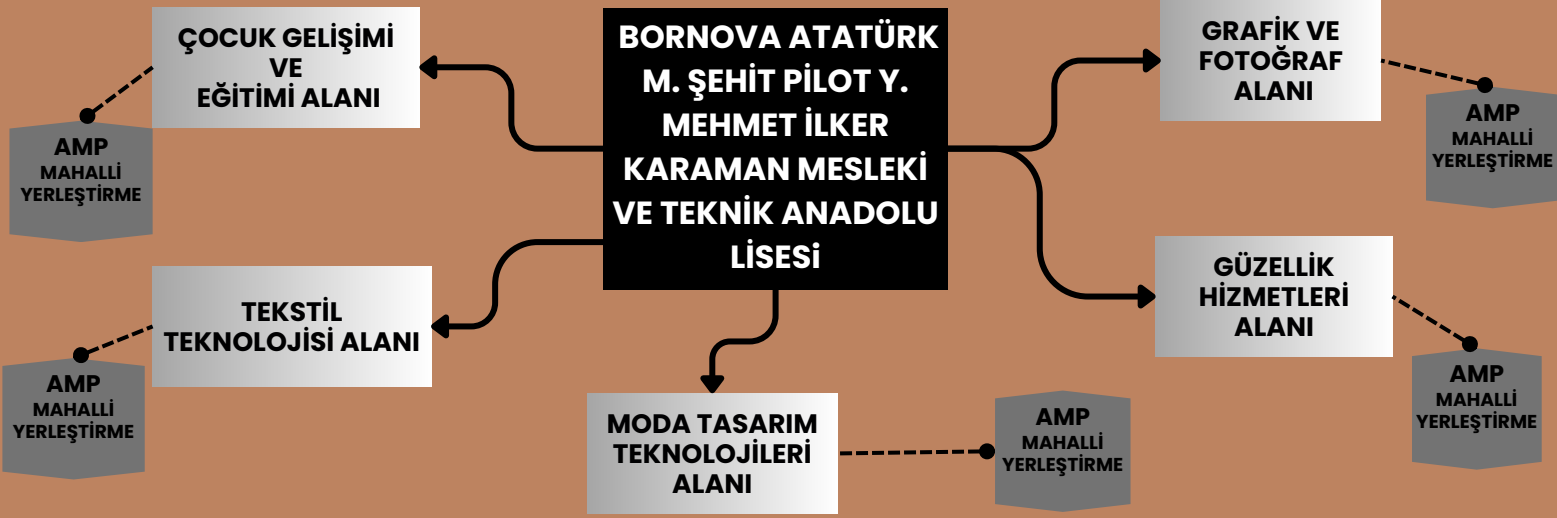 BORNOVA ATATÜRK
M. ŞEHİT PİLOT Y.
MEHMET İLKER
KARAMAN MESLEKİ
VE TEKNİK ANADOLU
LİSESi
ÇOCUK GELİŞİMİ
VE
EĞİTİMİ ALANI
AMP
MAHALLİ
YERLEŞTİRME
GRAFİK VE
FOTOĞRAF
ALANI
AMP
MAHALLİ
YERLEŞTİRME
TEKSTİL
TEKNOLOJİSİ ALANI
AMP
MAHALLİ
YERLEŞTİRME
GÜZELLİK
HİZMETLERİ
ALANI
AMP
MAHALLİ
YERLEŞTİRME
MODA TASARIM
TEKNOLOJİLERİ
ALANI
AMP
MAHALLİ
YERLEŞTİRME